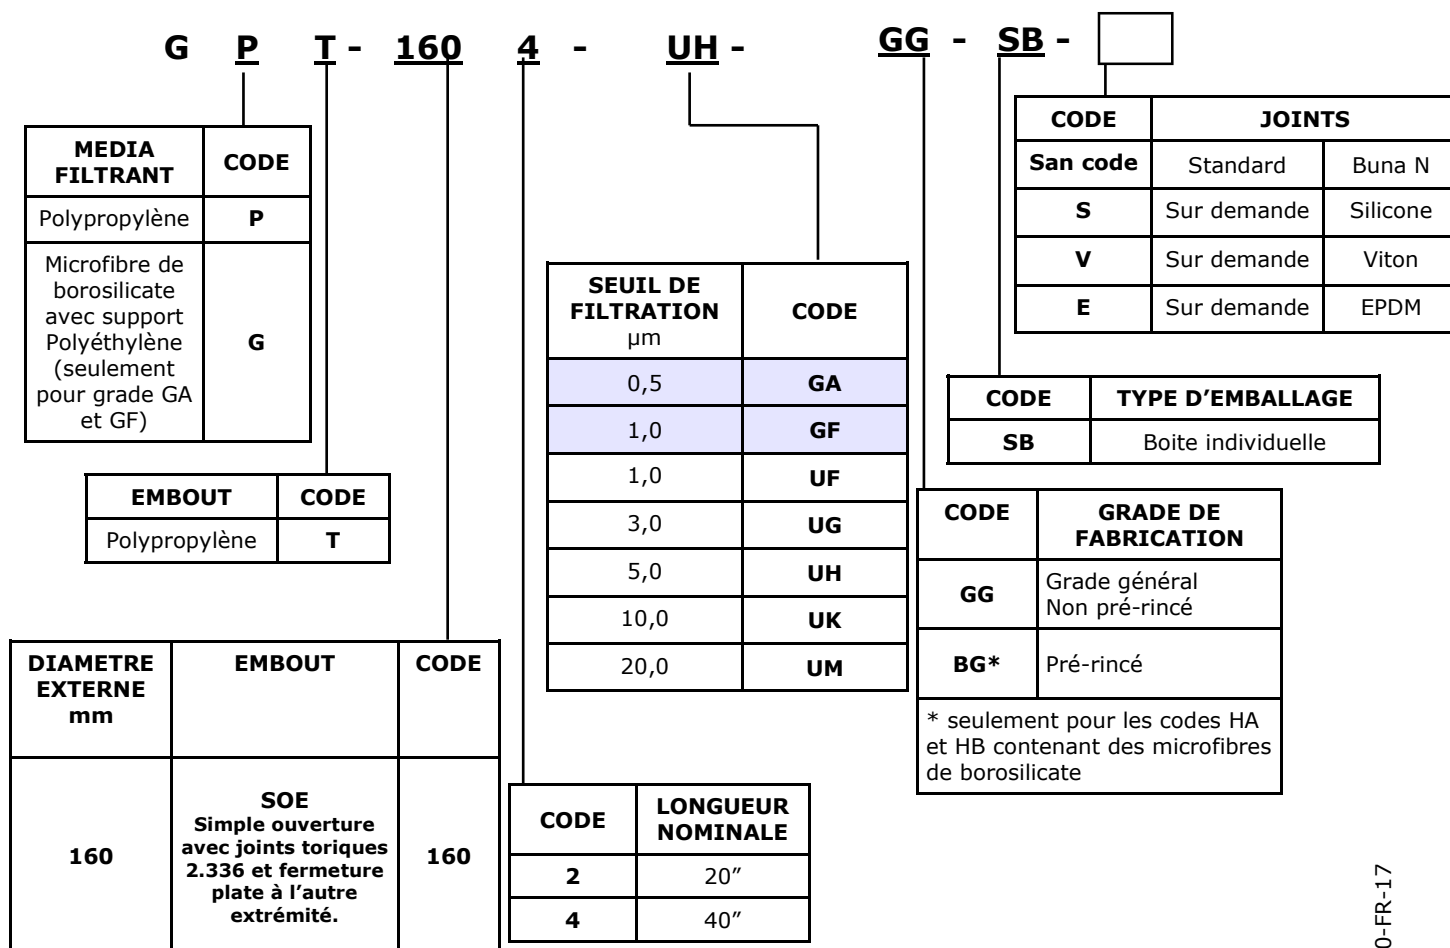 G P T - 160 4 - UH - GG - SB -
MEDIA FILTRANT CODE
Polypropylène P
Microfibre de
borosilicate
avec support
Polyéthylène
(seulement
pour grade GA
et GF)
G
EMBOUT CODE
Polypropylène T
DIAMETRE
EXTERNE
mm
EMBOUT
CODE
160
SOE
Simple ouverture
avec joints toriques
2.336 et fermeture
plate à l’autre
extrémité.
160
CODE
LONGUEUR
NOMINALE
2 20”
4 40”
SEUIL DE
FILTRATION
µm
CODE
0,5 GA
1,0 GF
1,0 UF
3,0 UG
5,0 UH
10,0 UK
20,0 UM
CODE
GRADE DE
FABRICATION
GG
Grade général
Non pré-rincé
BG* Pré-rincé
* seulement pour les codes HA
et HB contenant des microfibres
de borosilicate
CODE TYPE D’EMBALLAGE
SB Boite individuelle
CODE JOINTS
San code Standard Buna N
S Sur demande Silicone
V Sur demande Viton
E Sur demande EPDM
0-FR-17